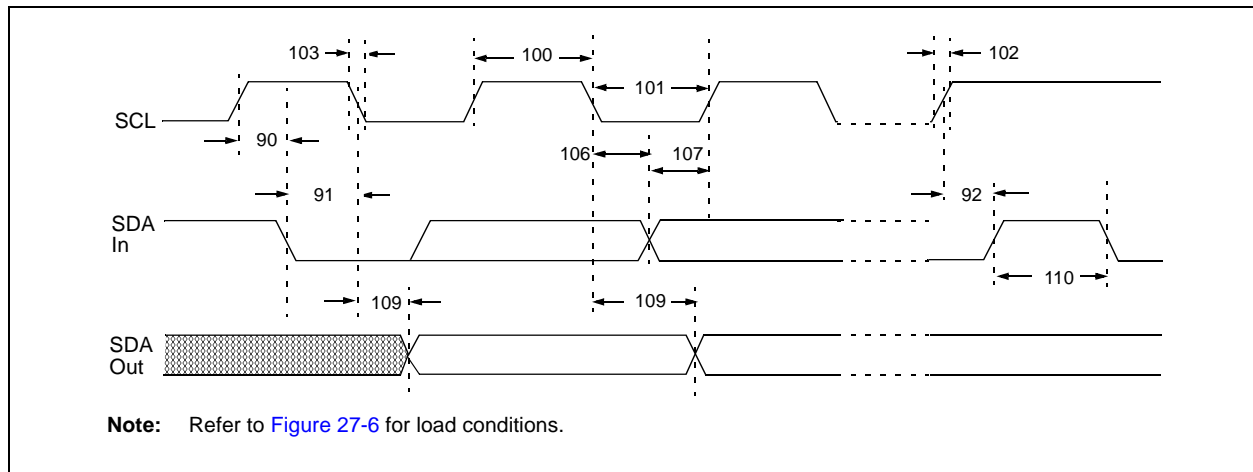 103
100
102
101
SCL
90
106
107
91
92
SDA
In
109
109
110
SDA
Out
Note: Refer to Figure 27-6 for load conditions.